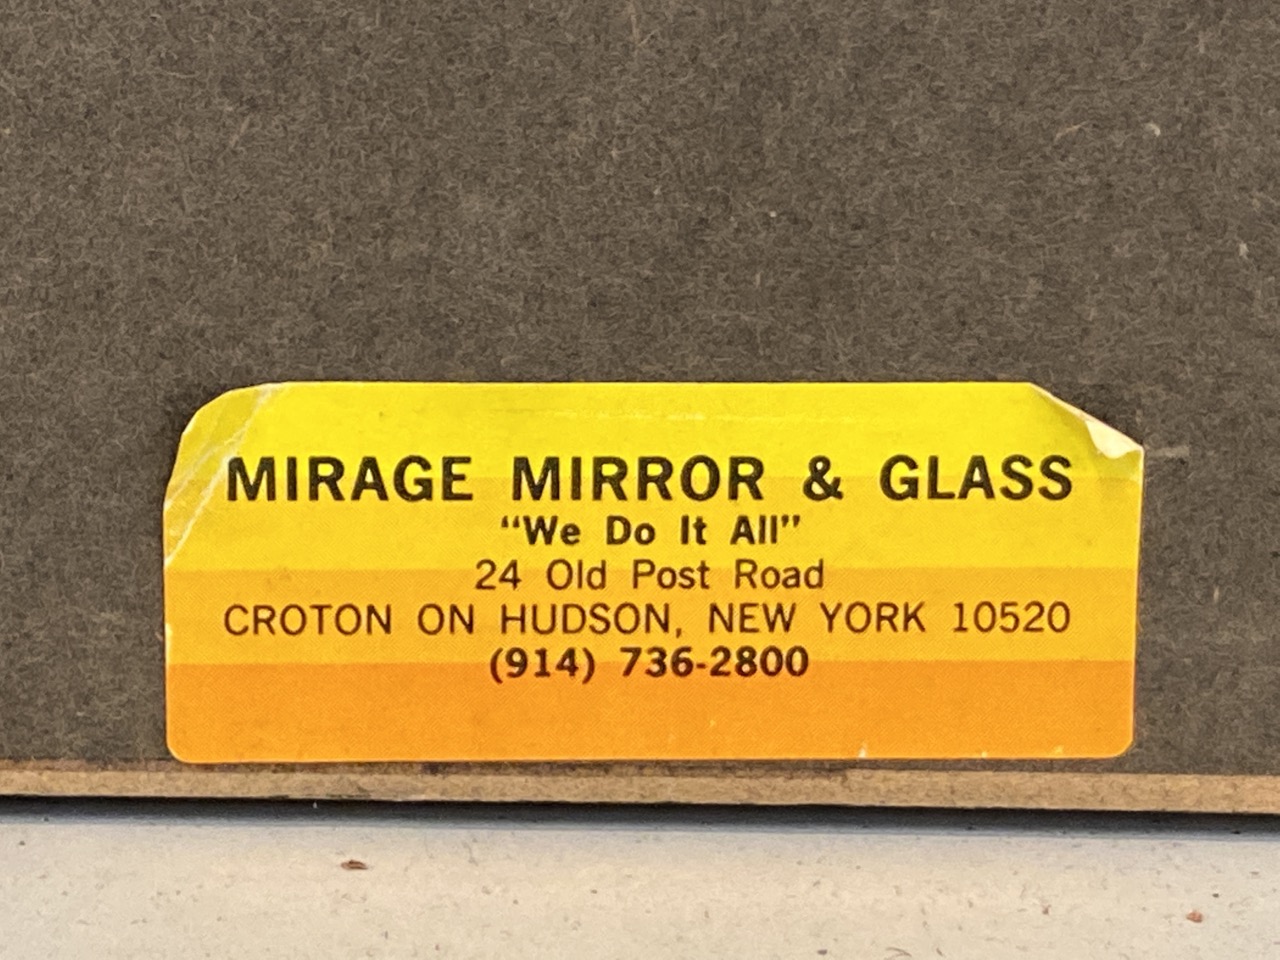 MIRAGE MIRROR & GLASS
“We Do It All”
24 Old Post Road
CROTON ON HUDSON, NEW YORK 10520
(914) 736-2800